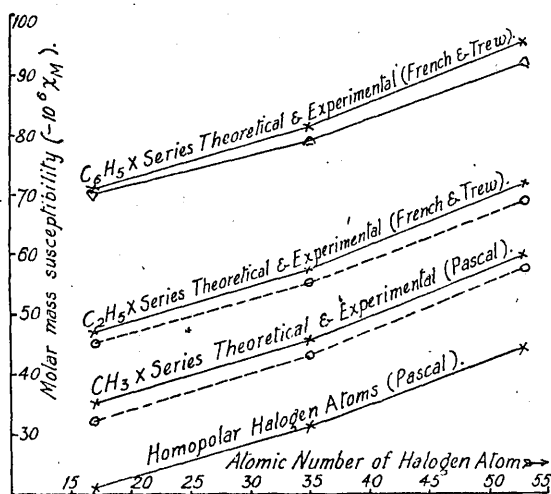 100
90
80
70
60
50
40
30
Molar mass susceptibility (-10⁶ χM).
C₆H₅X Series Theoretical & Experimental (French & Trew).
C₂H₅X Series Theoretical & Experimental (French & Trew).
CH₃X Series Theoretical & Experimental (Pascal).
Homopolar Halogen Atoms (Pascal).
Atomic Number of Halogen Atom
15 20 25 30 35 40 45 50 55